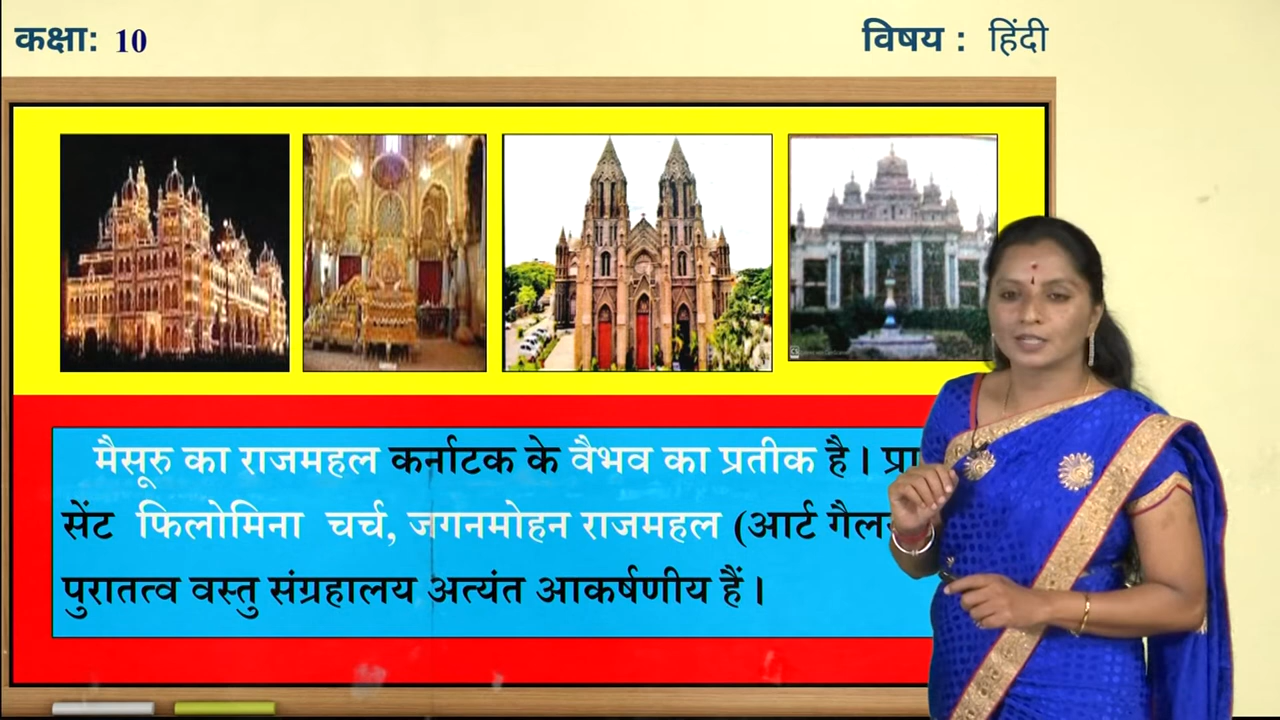 कक्षा: 10
विषय : हिंदी
मैसूरु का राजमहल कर्नाटक के वैभव का प्रतीक है। प्रा
सेंट फिलोमिना चर्च, जगनमोहन राजमहल (आर्ट गैल
पुरातत्व वस्तु संग्रहालय अत्यंत आकर्षणीय हैं।